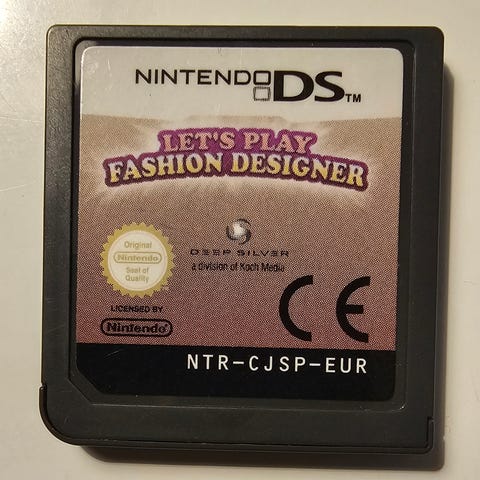 NINTENDO DS™
LET'S PLAY
FASHION DESIGNER
Original
Nintendo
Seal of
Quality
DEEP SILVER
a division of Koch Media
LICENSED BY
Nintendo
CE
NTR-CJSP-EUR